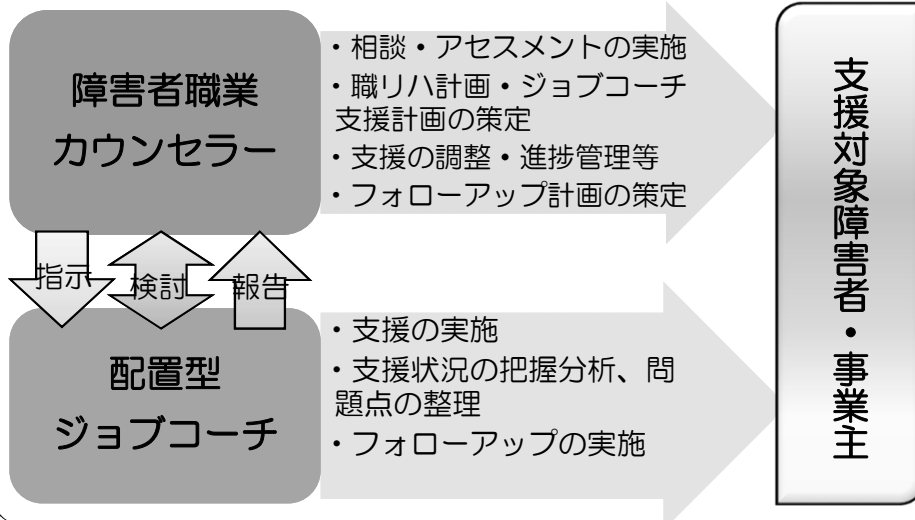 障害者職業
カウンセラー
・相談・アセスメントの実施
・職リハ計画・ジョブコーチ
支援計画の策定
・支援の調整・進捗管理等
・フォローアップ計画の策定
指示
検討
報告
配置型
ジョブコーチ
・支援の実施
・支援状況の把握分析、問
題点の整理
・フォローアップの実施
支援対象障害者・事業主